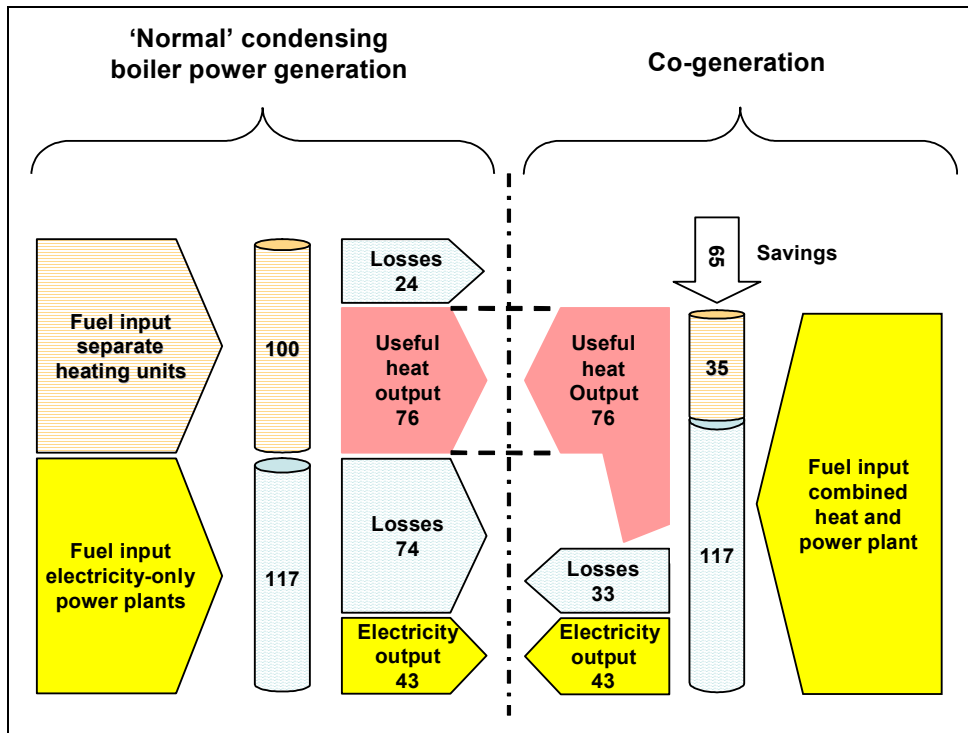 ‘Normal’ condensing
boiler power generation
Co-generation
Fuel input
separate
heating units
100
Losses
24
Useful
heat
output
76
Fuel input
electricity-only
power plants
117
Losses
74
Electricity
output
43
65
Savings
Useful
heat
Output
76
35
117
Losses
33
Electricity
output
43
Fuel input
combined
heat and
power plant